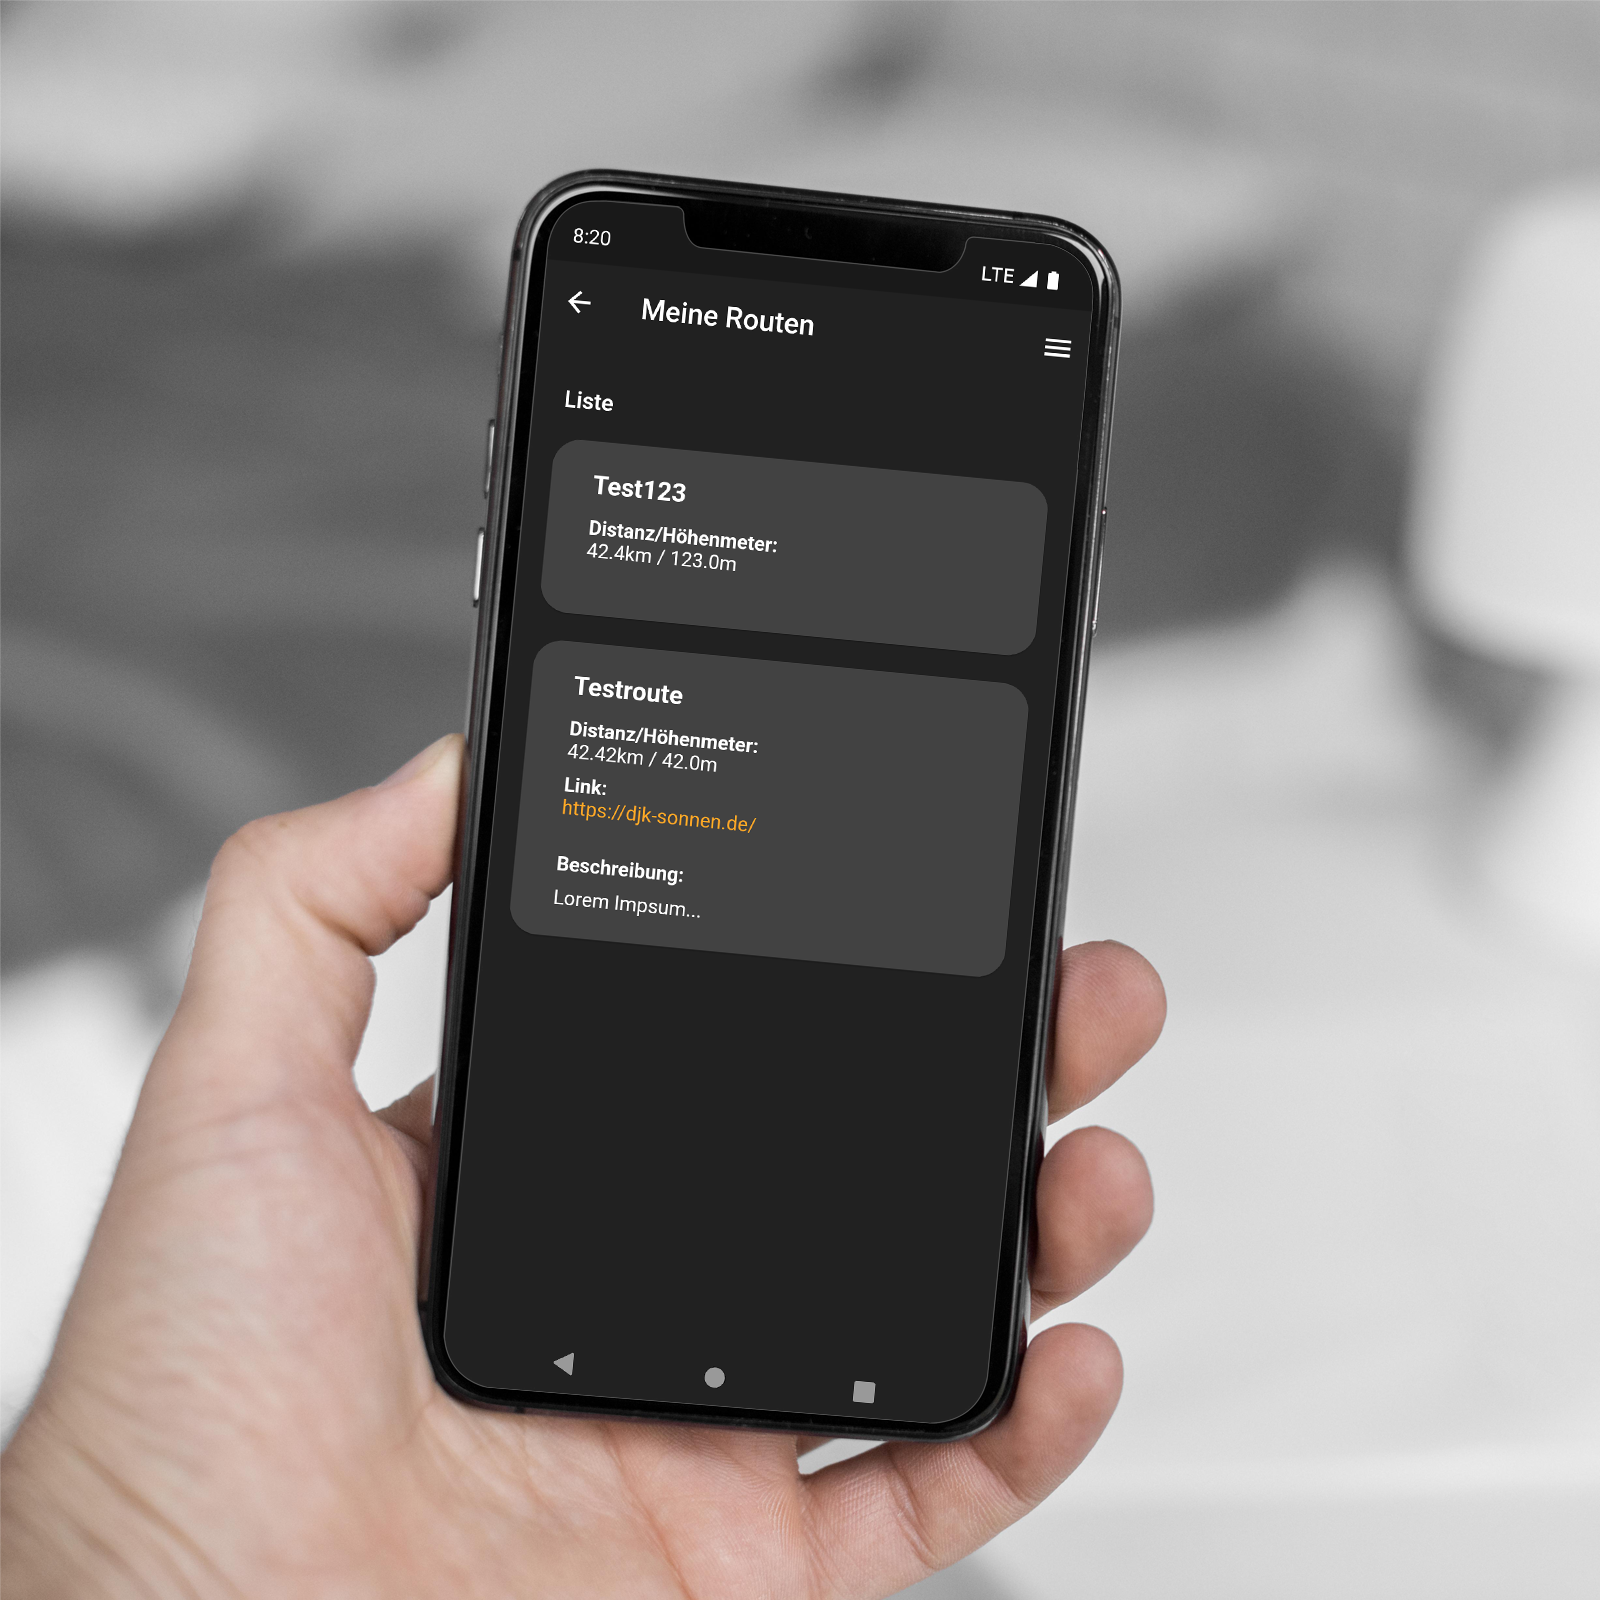 8:20
LTE
Meine Routen
Liste
Test123
Distanz/Höhenmeter:
42.4km / 123.0m
Testroute
Distanz/Höhenmeter:
42.42km / 42.0m
Link:
https://djk-sonnen.de/
Beschreibung:
Lorem Impsum...